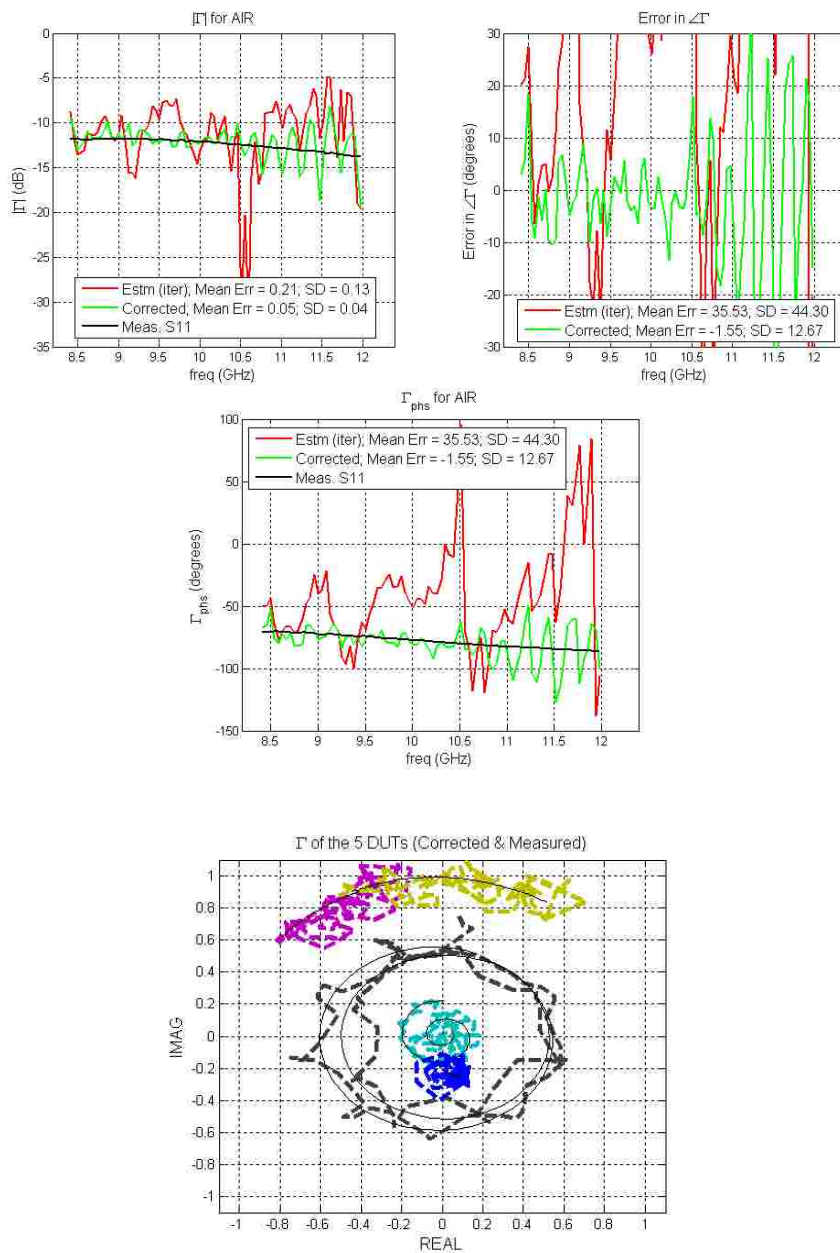 |Γ| for AIR
0
-5
-10
-15
-20
-25
-30
-35
|Γ| (dB)
Estm (iter), Mean Err = 0.21; SD = 0.13
Corrected, Mean Err = 0.05; SD = 0.04
Meas. S11
8.5 9 9.5 10 10.5 11 11.5 12
freq (GHz)
Error in ∠Γ
30
20
10
0
-10
-20
-30
Error in ∠Γ (degrees)
Estm (iter); Mean Err = 35.53; SD = 44.30
Corrected; Mean Err = -1.55; SD = 12.67
8.5 9 9.5 10 10.5 11 11.5 12
freq (GHz)
Γphs for AIR
100
50
0
-50
-100
-150
Γphs (degrees)
Estm (iter); Mean Err = 35.53; SD = 44.30
Corrected; Mean Err = -1.55; SD = 12.67
Meas. S11
8.5 9 9.5 10 10.5 11 11.5 12
freq (GHz)
Γ of the 5 DUTs (Corrected & Measured)
1
0.8
0.6
0.4
0.2
0
-0.2
-0.4
-0.6
-0.8
-1
IMAG
-1 -0.8 -0.6 -0.4 -0.2 0 0.2 0.4 0.6 0.8 1
REAL